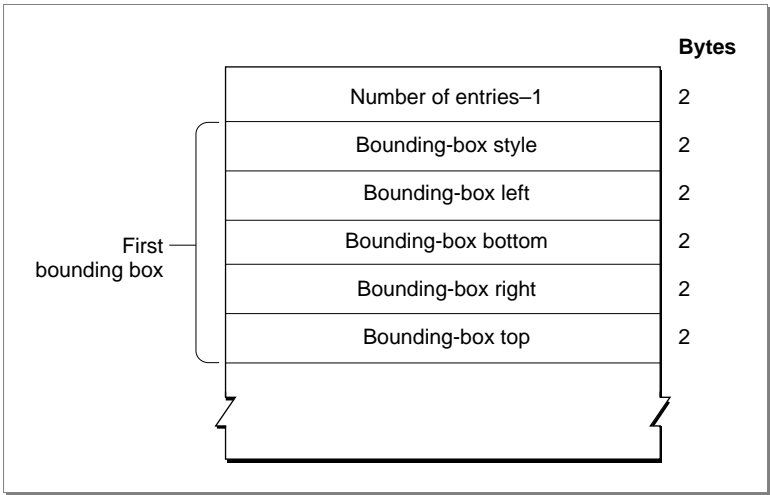 Bytes
Number of entries–1 2
Bounding-box style 2
Bounding-box left 2
Bounding-box bottom 2
Bounding-box right 2
Bounding-box top 2
First
bounding box